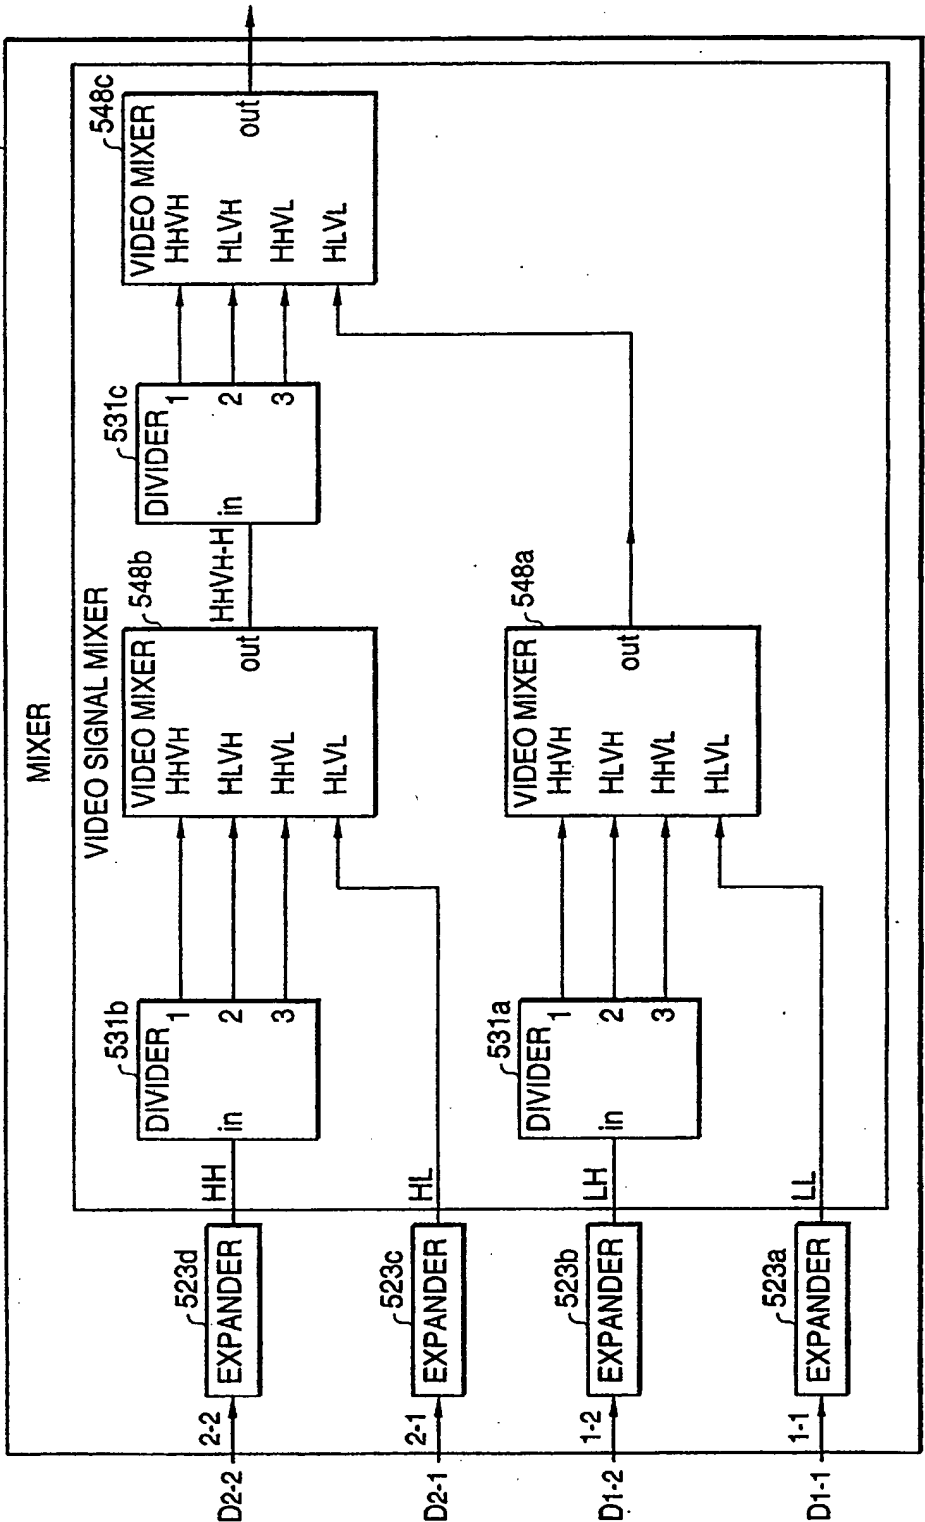 MIXER
VIDEO SIGNAL MIXER
D2-2
2-2
523d
EXPANDER
HH
531b
DIVIDER
in
1
2
3
548b
VIDEO MIXER
HHVH
HLVH
HHVL
HLVL
out
HHVH-H
531c
DIVIDER
in
1
2
3
548c
VIDEO MIXER
HHVH
HLVH
HHVL
HLVL
out
D2-1
2-1
523c
EXPANDER
HL
D1-2
1-2
523b
EXPANDER
LH
531a
DIVIDER
in
1
2
3
548a
VIDEO MIXER
HHVH
HLVH
HHVL
HLVL
out
D1-1
1-1
523a
EXPANDER
LL